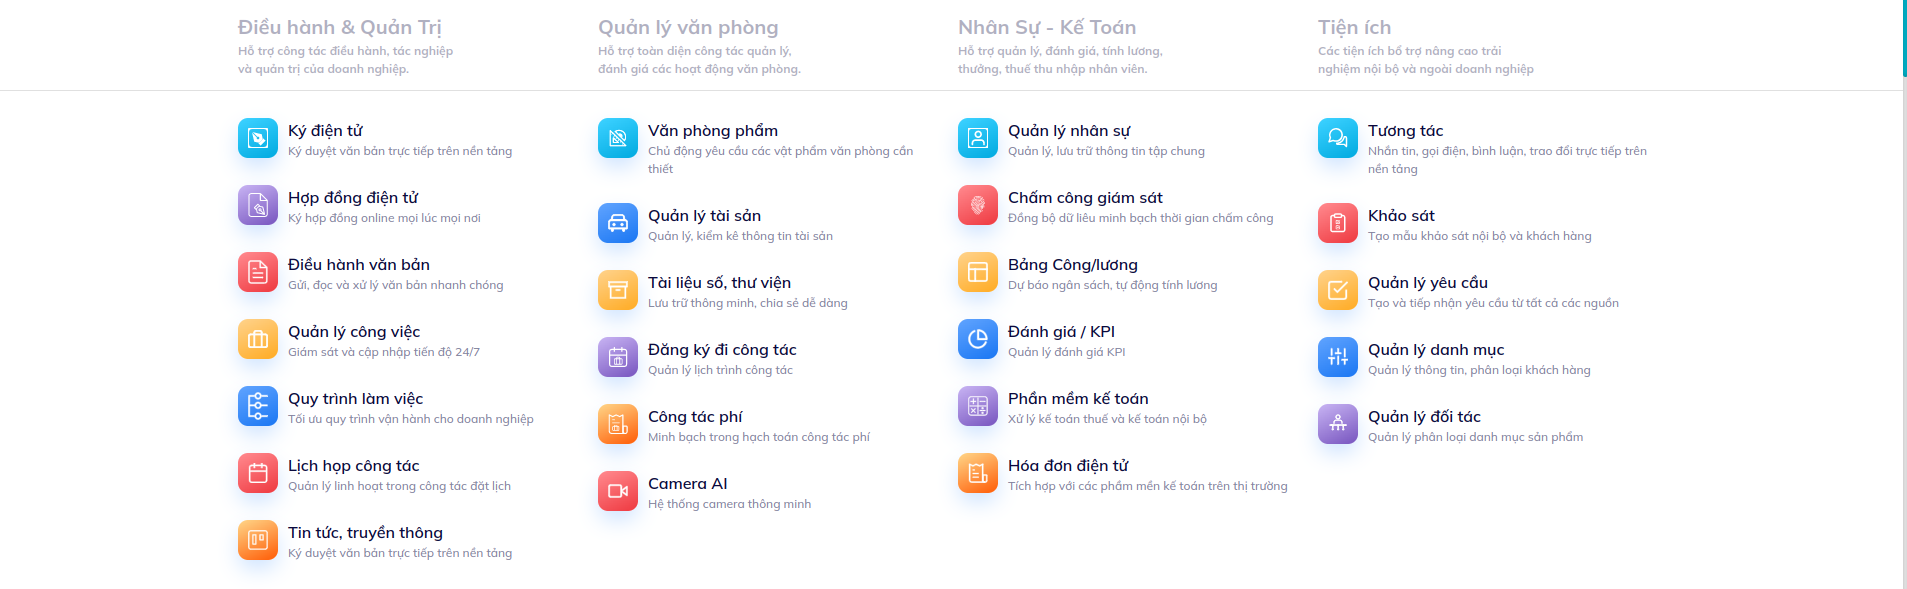 Điều hành & Quản Trị
Hỗ trợ công tác điều hành, tác nghiệp
và quản trị của doanh nghiệp.
Quản lý văn phòng
Hỗ trợ toàn diện công tác quản lý,
đánh giá các hoạt động văn phòng.
Nhân Sự - Kế Toán
Hỗ trợ quản lý, đánh giá, tính lương,
thưởng, thuế thu nhập nhân viên.
Tiện ích
Các tiện ích bổ trợ nâng cao trải
nghiệm nội bộ và ngoài doanh nghiệp
Ký điện tử
Ký duyệt văn bản trực tiếp trên nền tảng
Hợp đồng điện tử
Ký hợp đồng online mọi lúc mọi nơi
Điều hành văn bản
Gửi, đọc và xử lý văn bản nhanh chóng
Quản lý công việc
Giám sát và cập nhập tiến độ 24/7
Quy trình làm việc
Tối ưu quy trình vận hành cho doanh nghiệp
Lịch họp công tác
Quản lý linh hoạt trong công tác đặt lịch
Tin tức, truyền thông
Ký duyệt văn bản trực tiếp trên nền tảng
Văn phòng phẩm
Chủ động yêu cầu các vật phẩm văn phòng cần
thiết
Quản lý tài sản
Quản lý, kiểm kê thông tin tài sản
Tài liệu số, thư viện
Lưu trữ thông minh, chia sẻ dễ dàng
Đăng ký đi công tác
Quản lý lịch trình công tác
Công tác phí
Minh bạch trong hạch toán công tác phí
Camera AI
Hệ thống camera thông minh
Quản lý nhân sự
Quản lý, lưu trữ thông tin tập chung
Chấm công giám sát
Đồng bộ dữ liêu minh bạch thời gian chấm công
Bảng Công/lương
Dự báo ngân sách, tự động tính lương
Đánh giá / KPI
Quản lý đánh giá KPI
Phần mềm kế toán
Xử lý kế toán thuế và kế toán nội bộ
Hóa đơn điện tử
Tích hợp với các phầm mền kế toán trên thị trường
Tương tác
Nhắn tin, gọi điện, bình luận, trao đổi trực tiếp trên
nền tảng
Khảo sát
Tạo mẫu khảo sát nội bộ và khách hàng
Quản lý yêu cầu
Tạo và tiếp nhận yêu cầu từ tất cả các nguồn
Quản lý danh mục
Quản lý thông tin, phân loại khách hàng
Quản lý đối tác
Quản lý phân loại danh mục sản phẩm